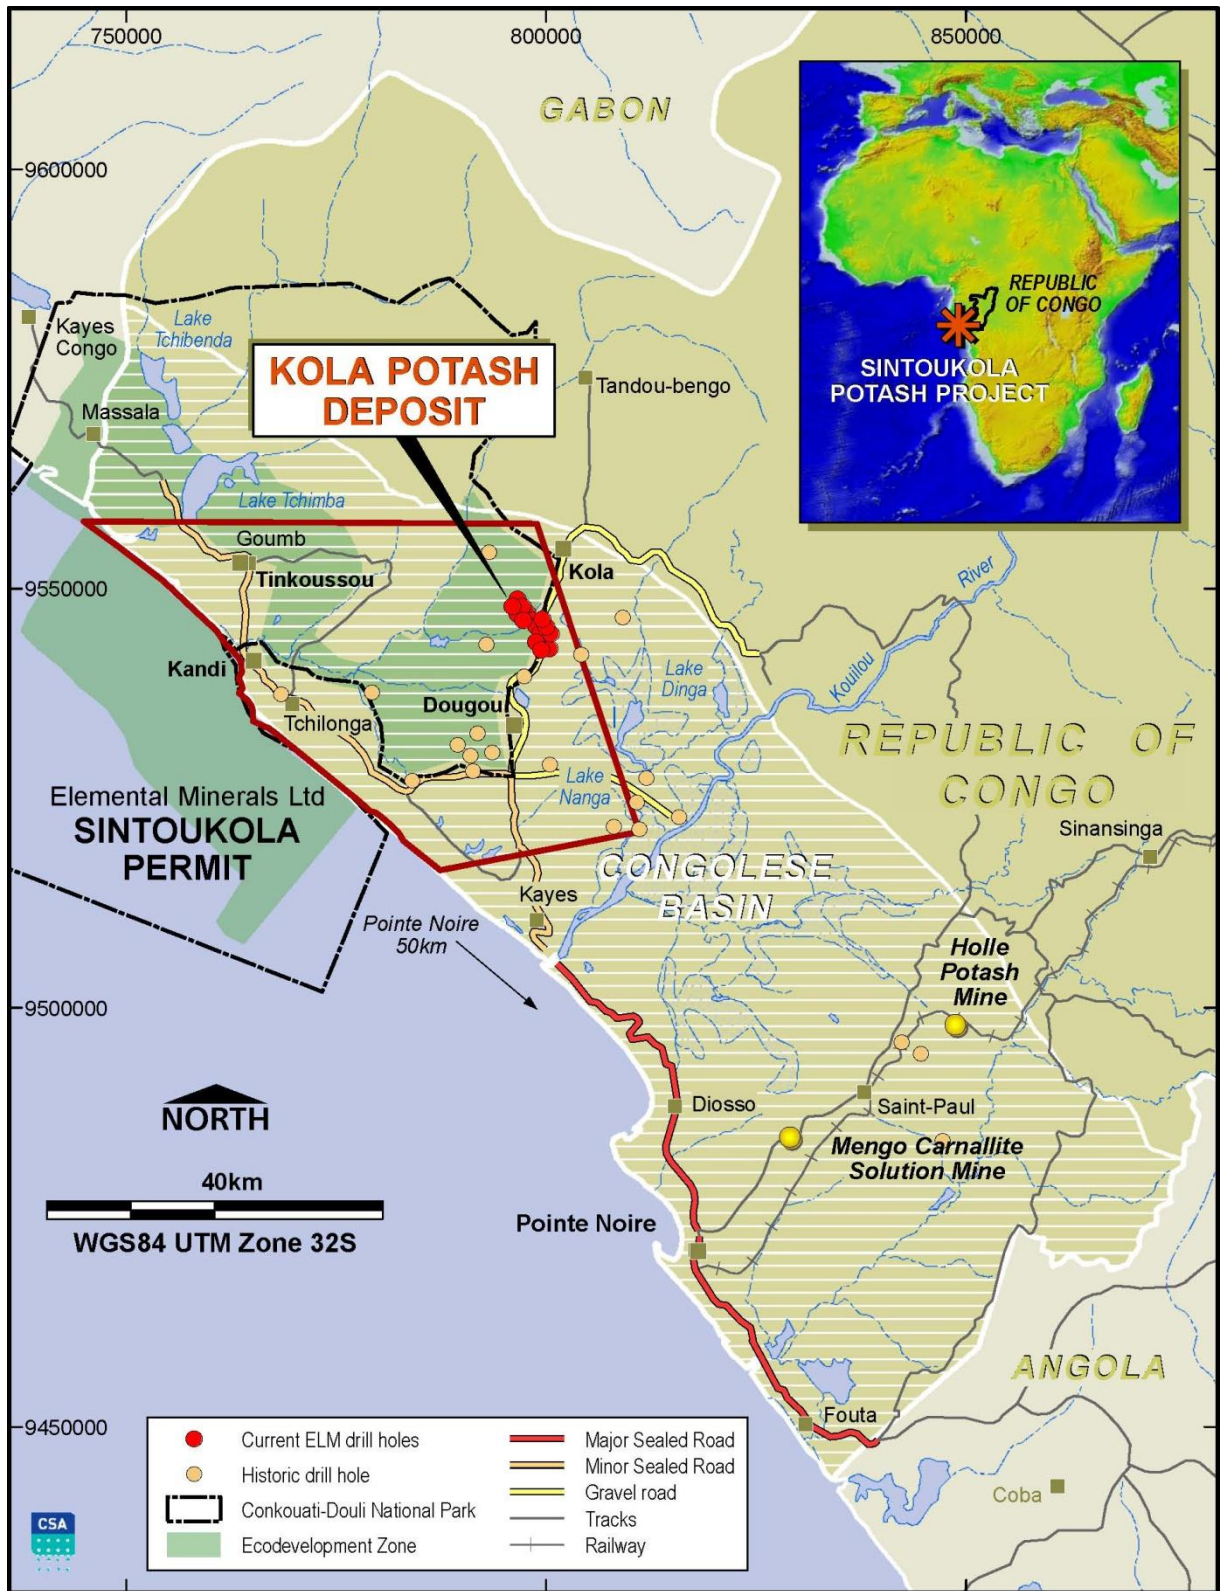 750000
800000
850000
GABON
9600000
REPUBLIC
OF CONGO
SINTOUKOLA
POTASH PROJECT
Kayes
Congo
Lake
Tchibenda
KOLA POTASH
DEPOSIT
Tandou-bengo
Massala
Lake Tchimba
Goumb
Tinkoussou
Kola
9550000
River
Kouilou
Kandi
Lake
Dinga
Dougou
Tchilonga
REPUBLIC OF
CONGO
Lake
Nanga
Elemental Minerals Ltd
SINTOUKOLA
PERMIT
Sinansinga
CONGOLESE
BASIN
Kayes
Pointe Noire
50km
Holle
Potash
Mine
9500000
NORTH
Diosso
Saint-Paul
Mengo Carnallite
Solution Mine
40km
WGS84 UTM Zone 32S
Pointe Noire
ANGOLA
Fouta
9450000
Coba
Current ELM drill holes
Historic drill hole
Conkouati-Douli National Park
Ecodevelopment Zone
Major Sealed Road
Minor Sealed Road
Gravel road
Tracks
Railway
CSA